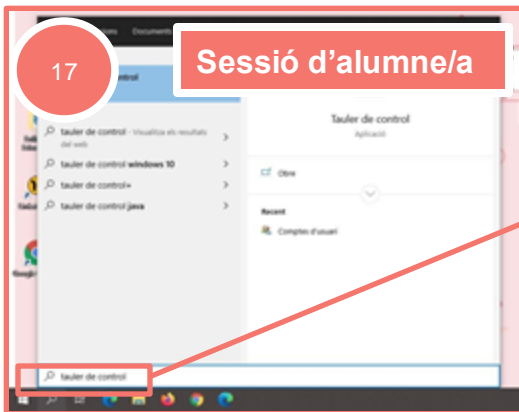 Documents
17
Sessió d'alumne/a
Tauler de control
Aplicació
tauler de control - Visualitza els resultats
del web
tauler de control windows 10
tauler de control+
tauler de control java
Obre
Recent
Comptes d'usuari
tauler de control